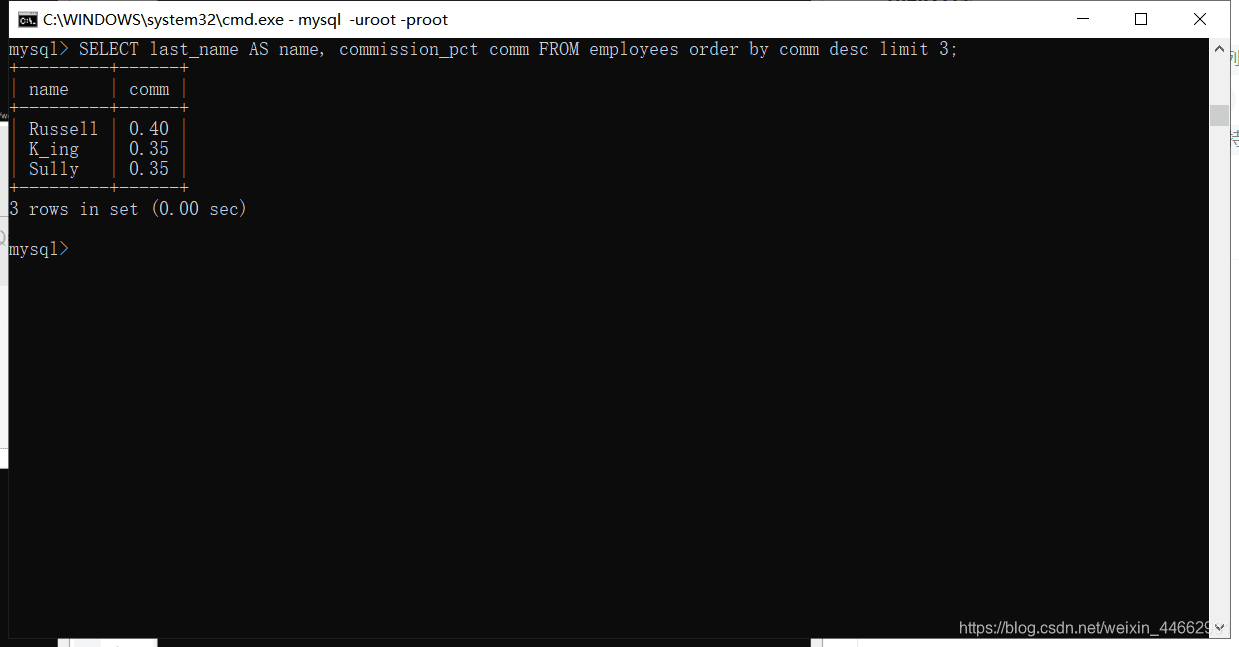 C:\WINDOWS\system32\cmd.exe - mysql  -uroot -proot
mysql> SELECT last_name AS name, commission_pct comm FROM employees order by comm desc limit 3;
+---------+------+
| name    | comm |
+---------+------+
| Russell | 0.40 |
| K_ing   | 0.35 |
| Sully   | 0.35 |
+---------+------+
3 rows in set (0.00 sec)
mysql>
https://blog.csdn.net/weixin_446629